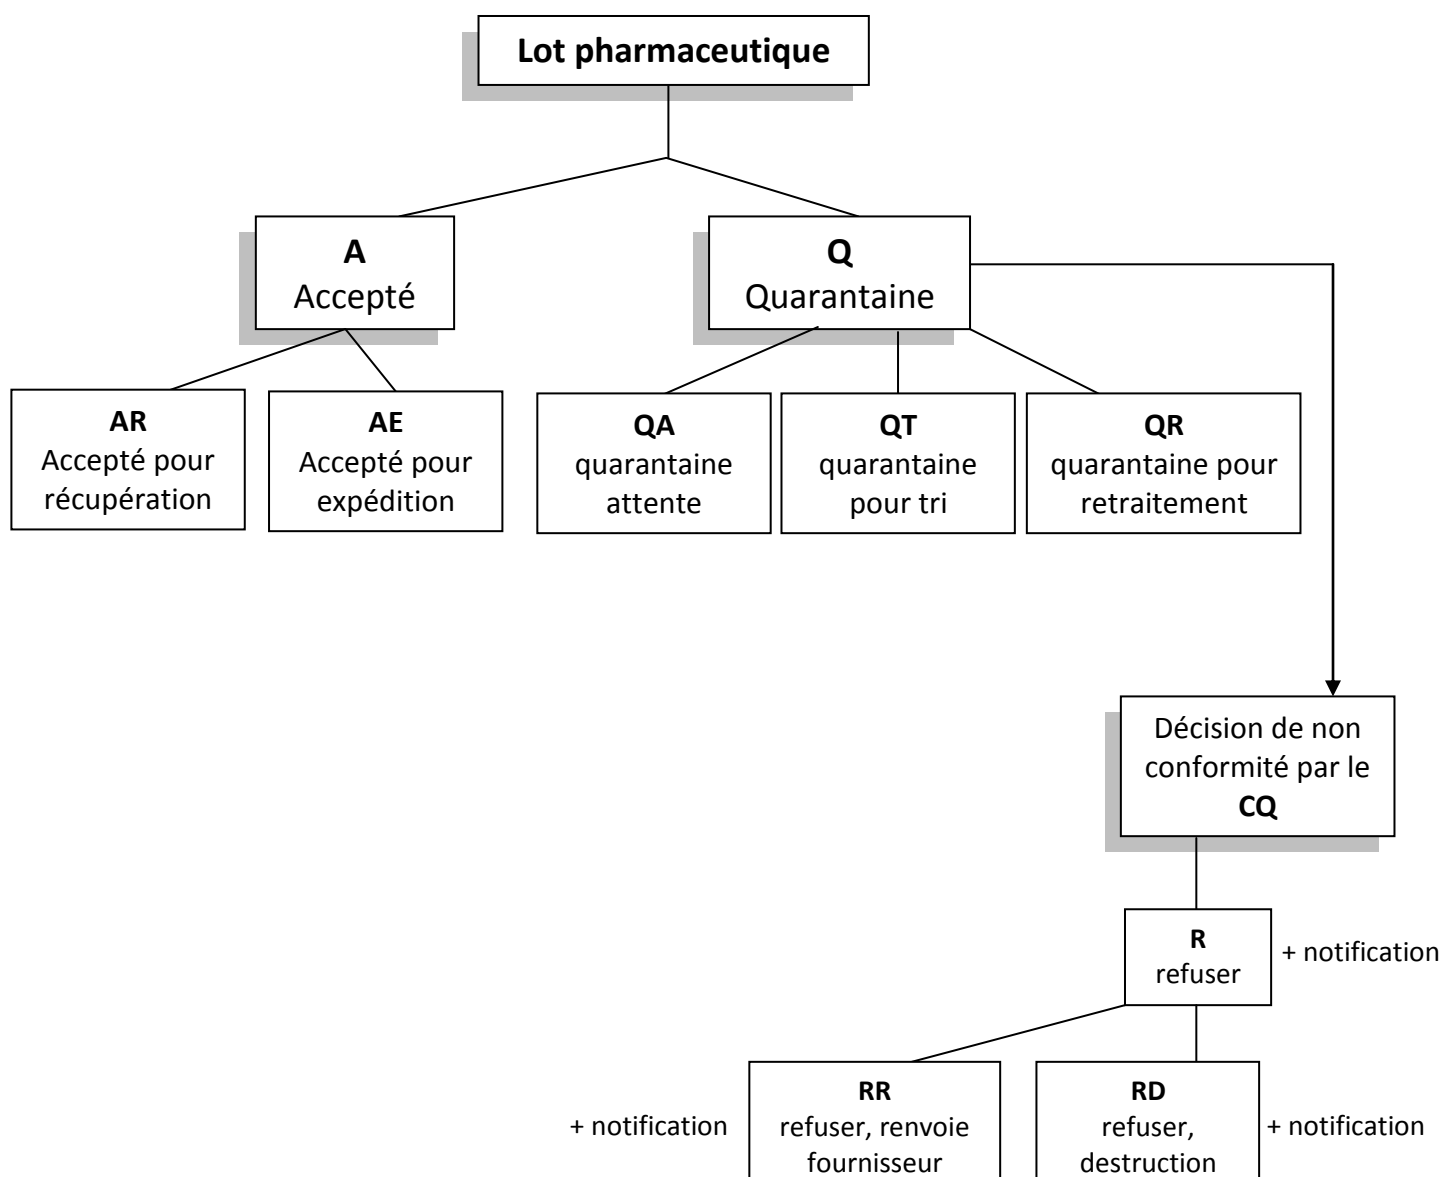 Lot pharmaceutique
A
Accepté
Q
Quarantaine
AR
Accepté pour
récupération
AE
Accepté pour
expédition
QA
quarantaine
attente
QT
quarantaine
pour tri
QR
quarantaine pour
retraitement
Décision de non
conformité par le
CQ
R
refuser
+ notification
+ notification
RR
refuser, renvoie
fournisseur
RD
refuser,
destruction
+ notification